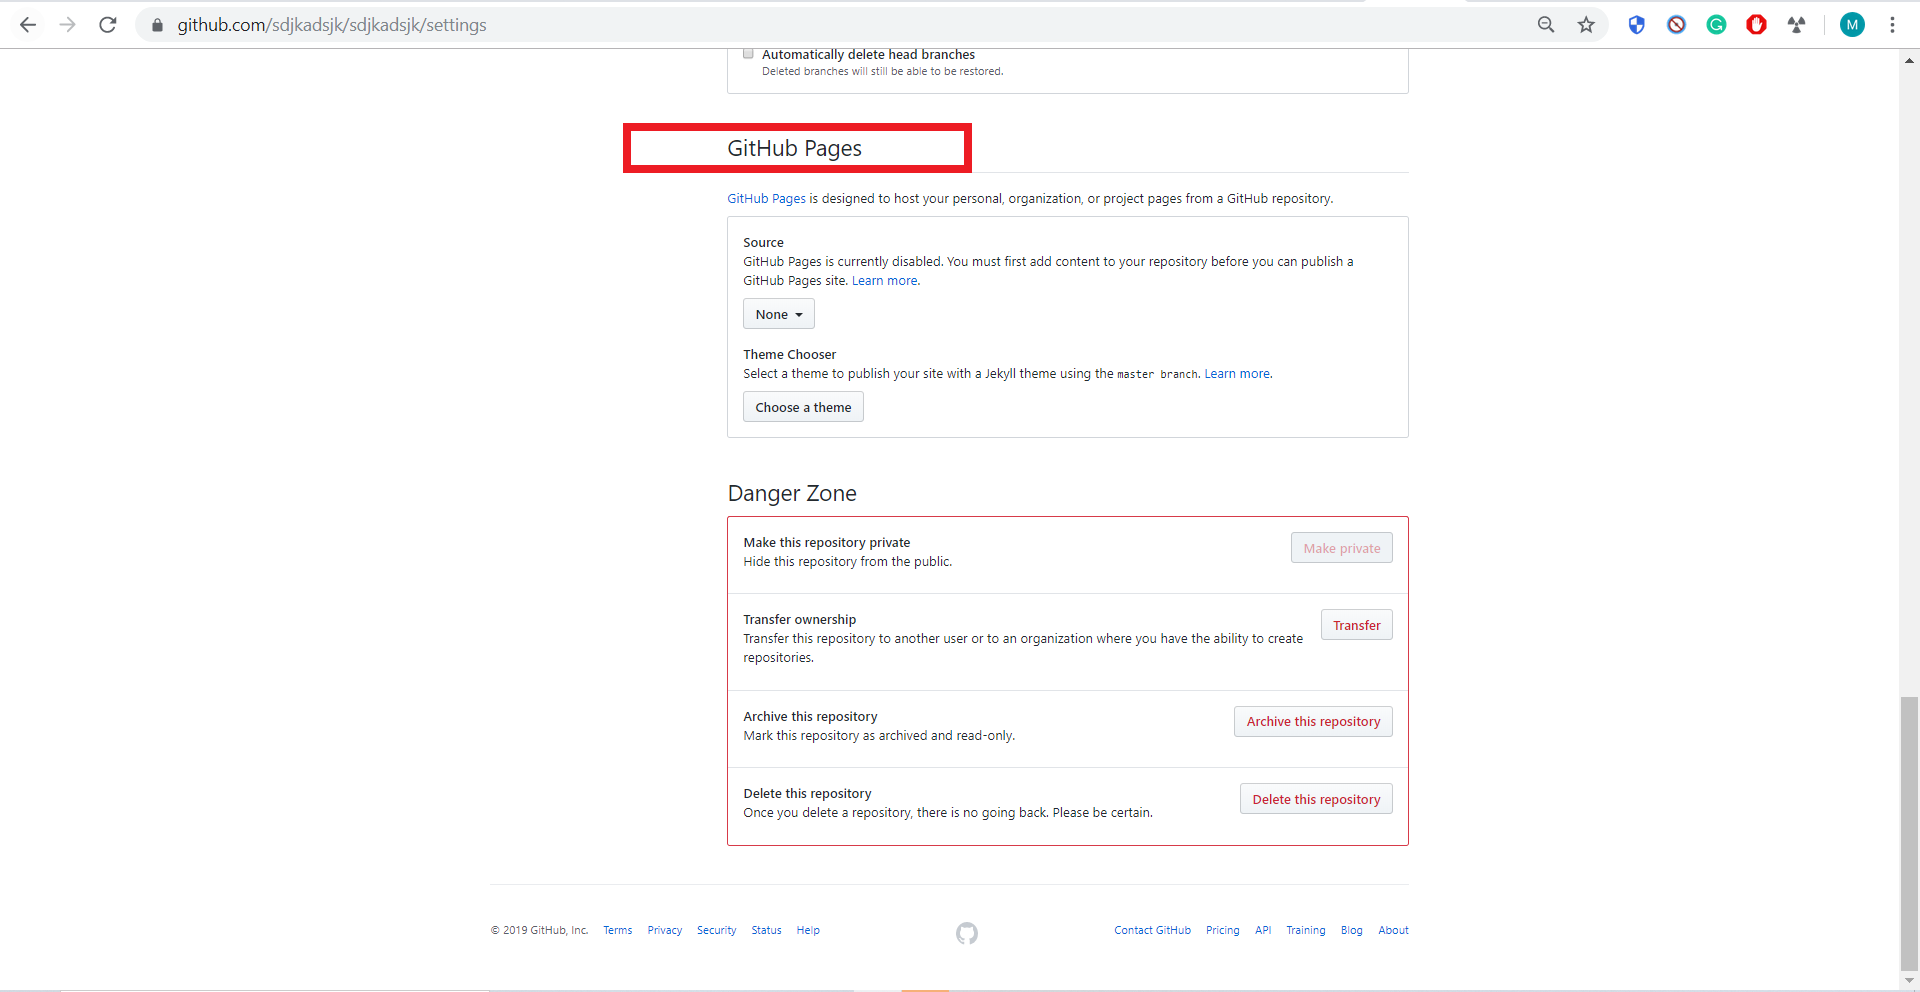 github.com/sdjkadsjk/sdjkadsjk/settings
M
Automatically delete head branches
Deleted branches will still be able to be restored.
GitHub Pages
GitHub Pages is designed to host your personal, organization, or project pages from a GitHub repository.
Source
GitHub Pages is currently disabled. You must first add content to your repository before you can publish a
GitHub Pages site. Learn more.
None
Theme Chooser
Select a theme to publish your site with a Jekyll theme using the master branch. Learn more.
Choose a theme
Danger Zone
Make this repository private
Hide this repository from the public.
Make private
Transfer ownership
Transfer this repository to another user or to an organization where you have the ability to create
repositories.
Transfer
Archive this repository
Mark this repository as archived and read-only.
Archive this repository
Delete this repository
Once you delete a repository, there is no going back. Please be certain.
Delete this repository
© 2019 GitHub, Inc. Terms Privacy Security Status Help
Contact GitHub Pricing API Training Blog About